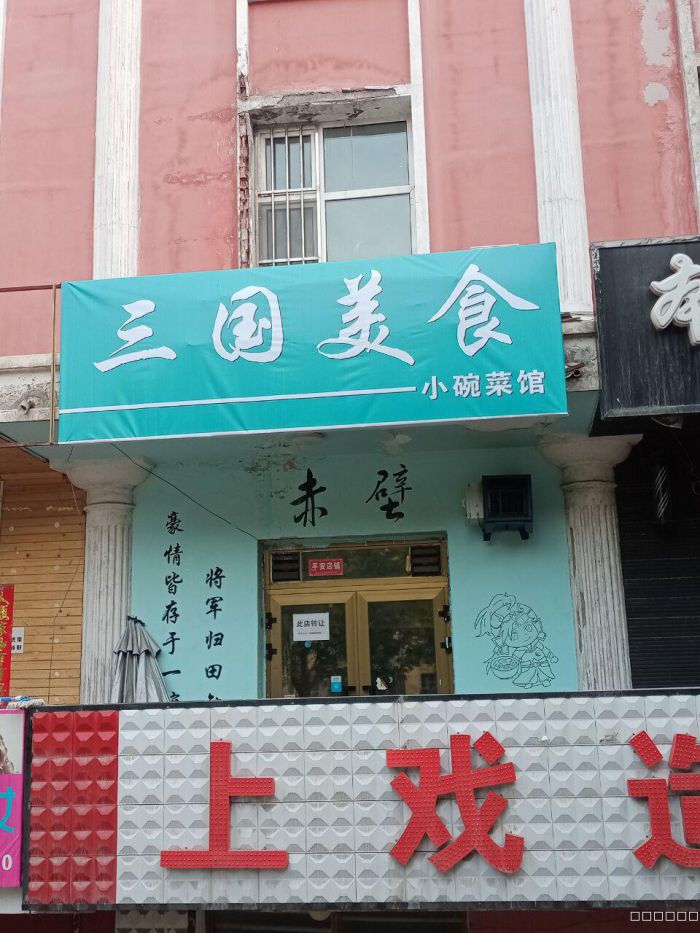 三国美食
小碗菜馆
赤壁
豪情皆存于一
将军归田
平安店铺
此店转让
上戏